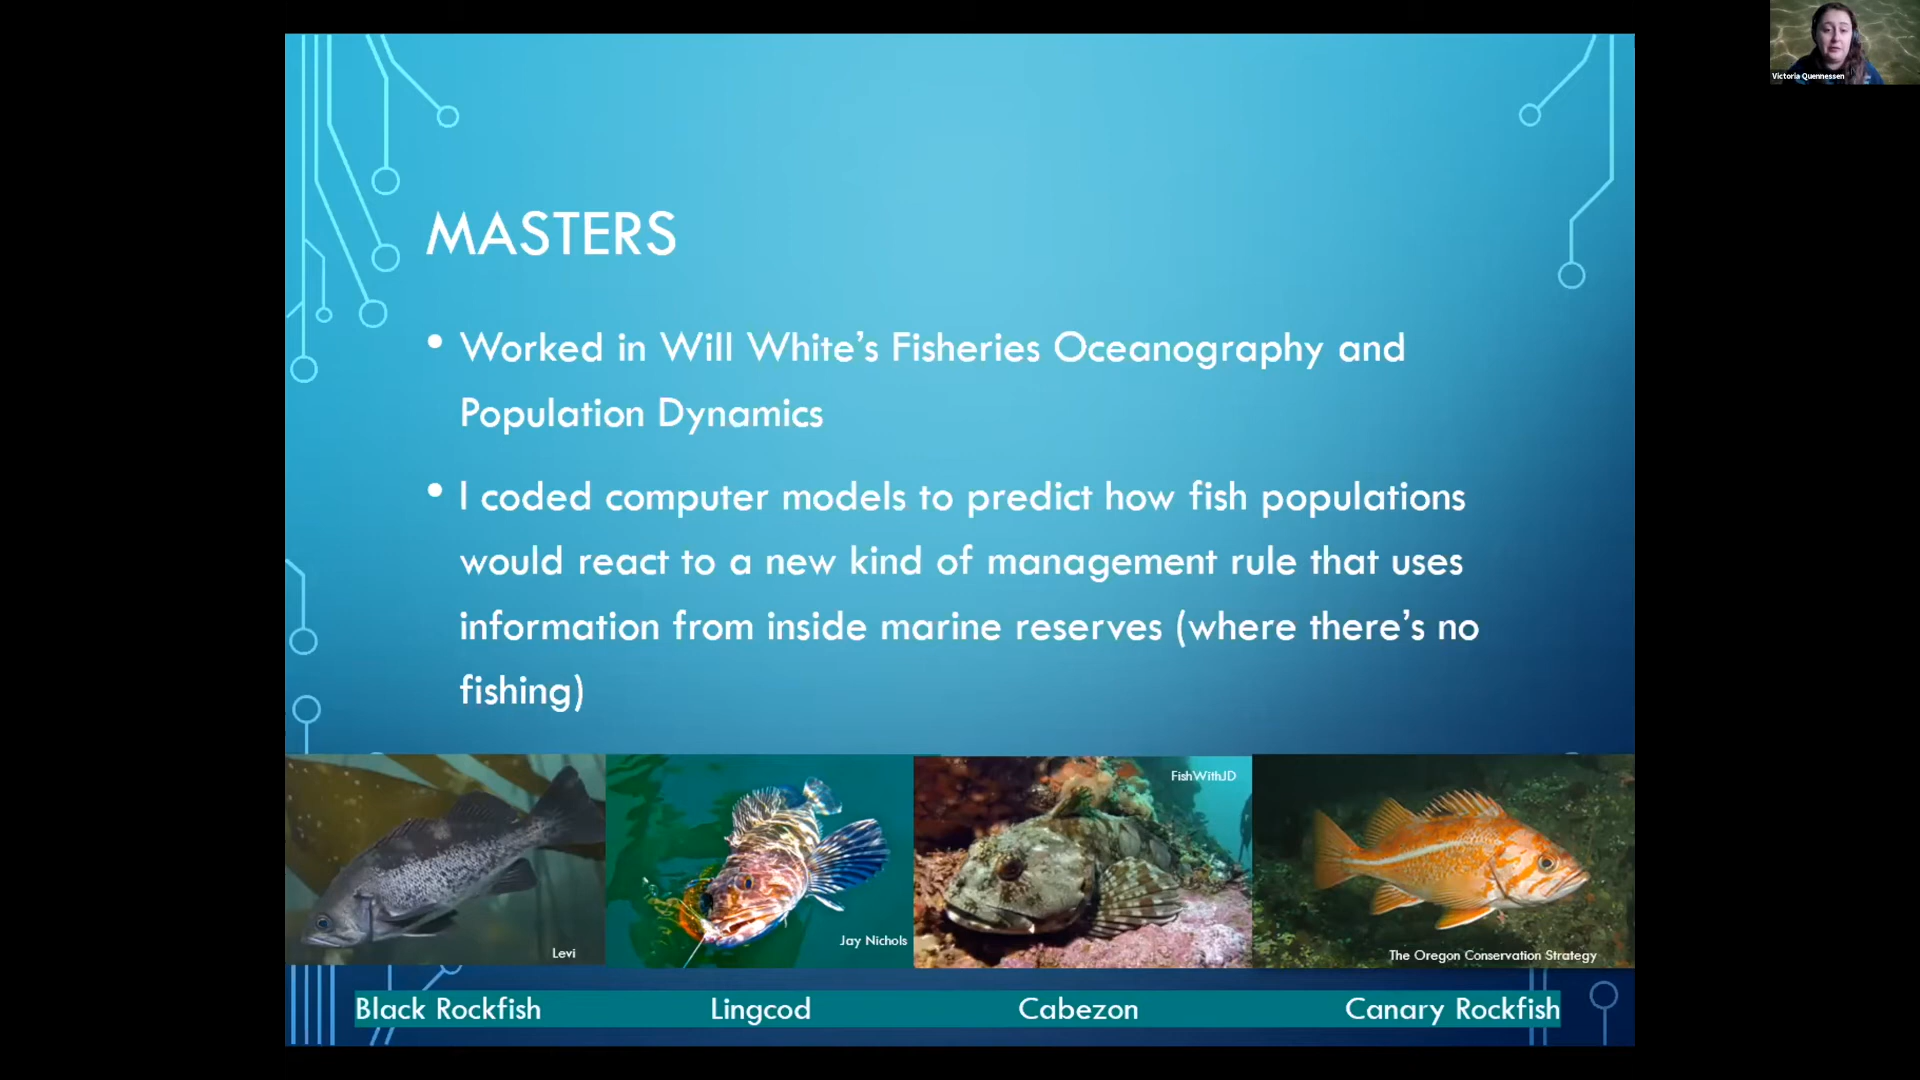 Victoria Quennessen
MASTERS
• Worked in Will White's Fisheries Oceanography and
Population Dynamics
• I coded computer models to predict how fish populations
would react to a new kind of management rule that uses
information from inside marine reserves (where there's no
fishing)
Levi
Jay Nichols
FishWithJD
The Oregon Conservation Strategy
Black Rockfish
Lingcod
Cabezon
Canary Rockfish